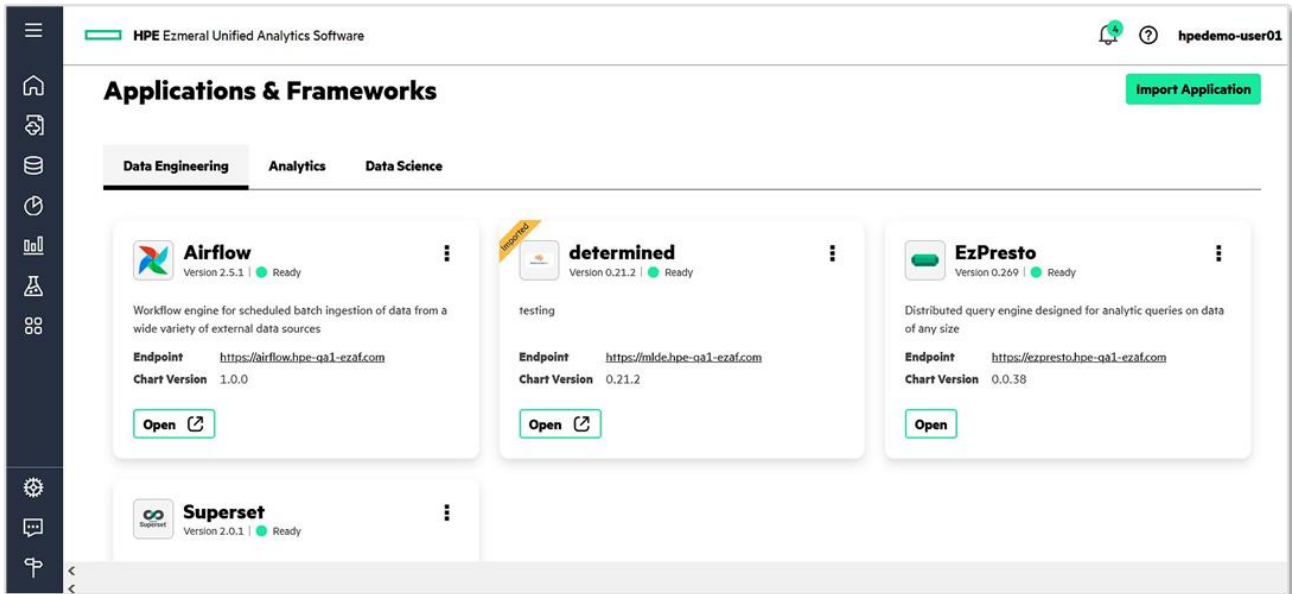 HPE Ezmeral Unified Analytics Software
4
hpedemo-user01
Applications & Frameworks
Import Application
Data Engineering
Analytics
Data Science
Airflow
Version 2.5.1 | Ready
Workflow engine for scheduled batch ingestion of data from a
wide variety of external data sources
Endpoint https://airflow.hpe-qa1-ezaf.com
Chart Version 1.0.0
Open
Imported
determined
Version 0.21.2 | Ready
testing
Endpoint https://mlde.hpe-qa1-ezaf.com
Chart Version 0.21.2
Open
EzPresto
Version 0.269 | Ready
Distributed query engine designed for analytic queries on data
of any size
Endpoint https://ezpresto.hpe-qa1-ezaf.com
Chart Version 0.0.38
Open
Superset
Superset
Version 2.0.1 | Ready